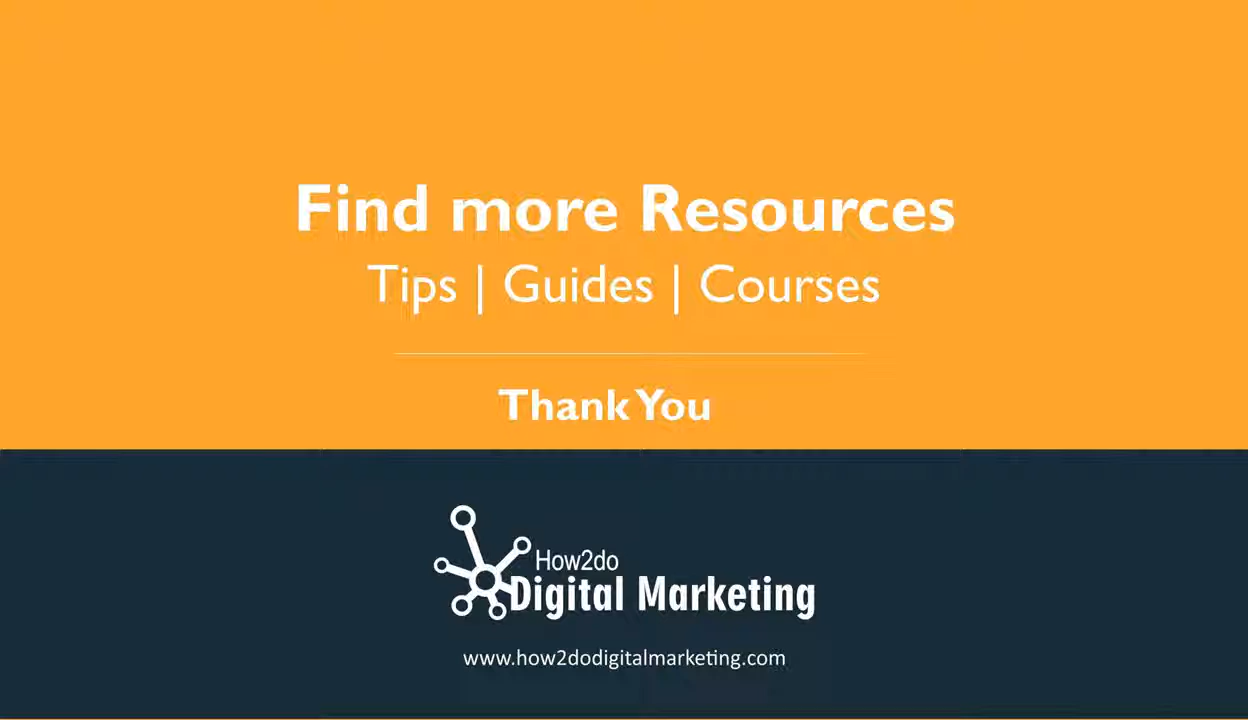 Find more Resources
Tips | Guides | Courses
Thank You
How2do
Digital Marketing
www.how2dodigitalmarketing.com